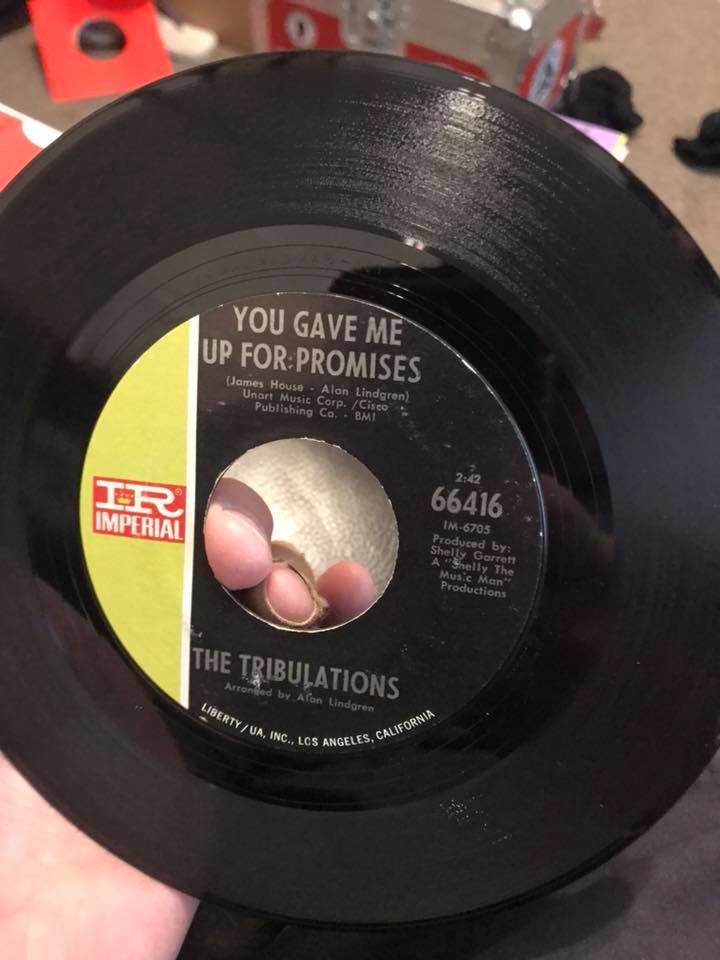 YOU GAVE ME
UP FOR PROMISES
(James House - Alan Lindgren)
Unart Music Corp. /Cisco
Publishing Co. - BMI
2:42
66416
IM-6705
Produced by:
Shelly Garrett
A "Shelly The
Music Man"
Productions
IR®
IMPERIAL
THE TRIBULATIONS
Arranged by Alan Lindgren
LIBERTY/UA, INC., LOS ANGELES, CALIFORNIA